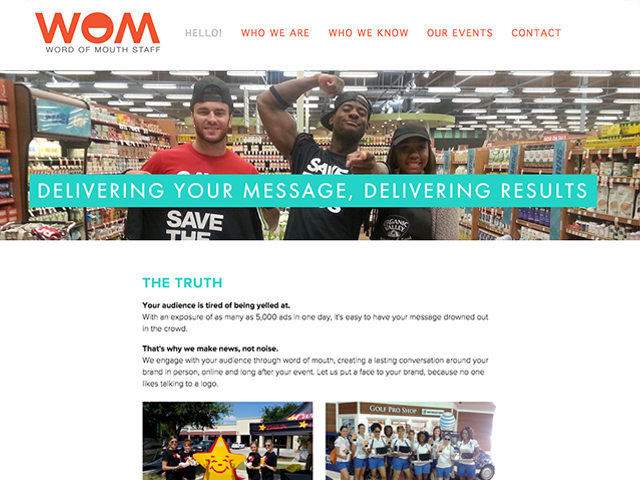 WOM
WORD OF MOUTH STAFF
HELLO! WHO WE ARE WHO WE KNOW OUR EVENTS CONTACT
DELIVERING YOUR MESSAGE, DELIVERING RESULTS
SAVE
THE
SAVE
ORGANIC
VALLEY
THE TRUTH
Your audience is tired of being yelled at.
With an exposure of as many as 5,000 ads in one day, it's easy to have your message drowned out
in the crowd.
That's why we make news, not noise.
We engage with your audience through word of mouth, creating a lasting conversation around your
brand in person, online and long after your event. Let us put a face to your brand, because no one
likes talking to a logo.
GOLF PRO SHOP